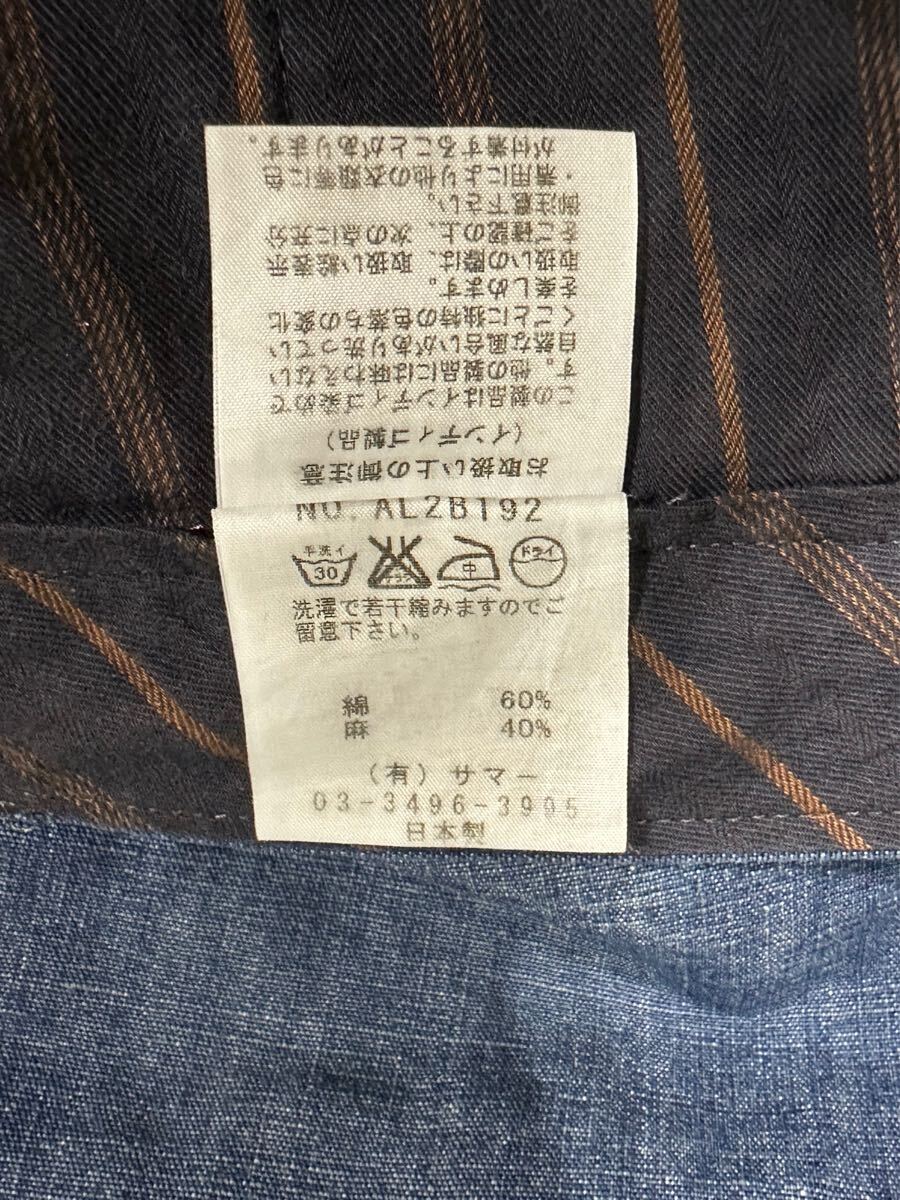 お取扱い上の御注意
(インディゴ製品)
この製品はインディゴ染めで
す。他の製品には味わえない
自然な風合いがあり洗ってい
くごとに独特の色落ちの変化
を楽しめます。
取扱いの際は、取扱い絵表示
をご確認の上、次の点に充分
御注意下さい。
・着用により他の衣類等に色
が付着することがあります。
NO. AL2B192
手洗イ 30
エンソサラシ
中
ドライ
洗濯で若干縮みますのでご
留意下さい。
綿 60%
麻 40%
(有) サマー
03-3496-3905
日本製